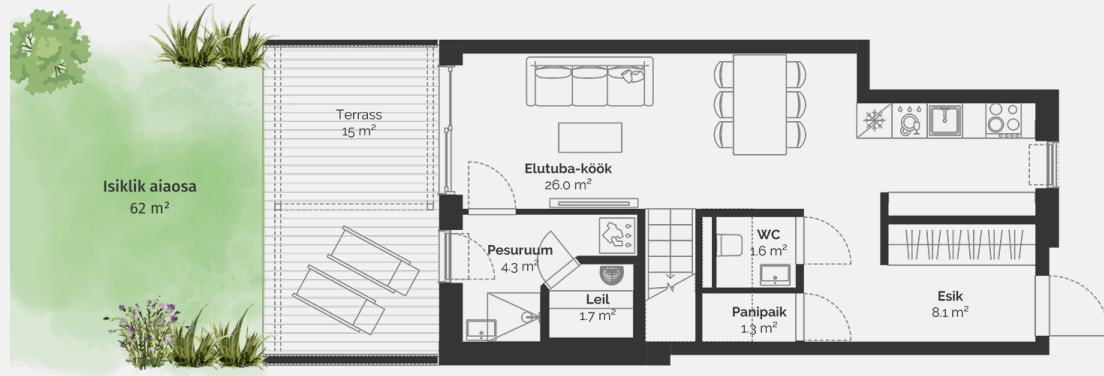 Terrass
15 m²
Isiklik aiaosa
62 m²
Elutuba-köök
26.0 m²
Pesuruum
4.3 m²
Leil
1.7 m²
WC
1.6 m²
Panipaik
1.3 m²
Esik
8.1 m²